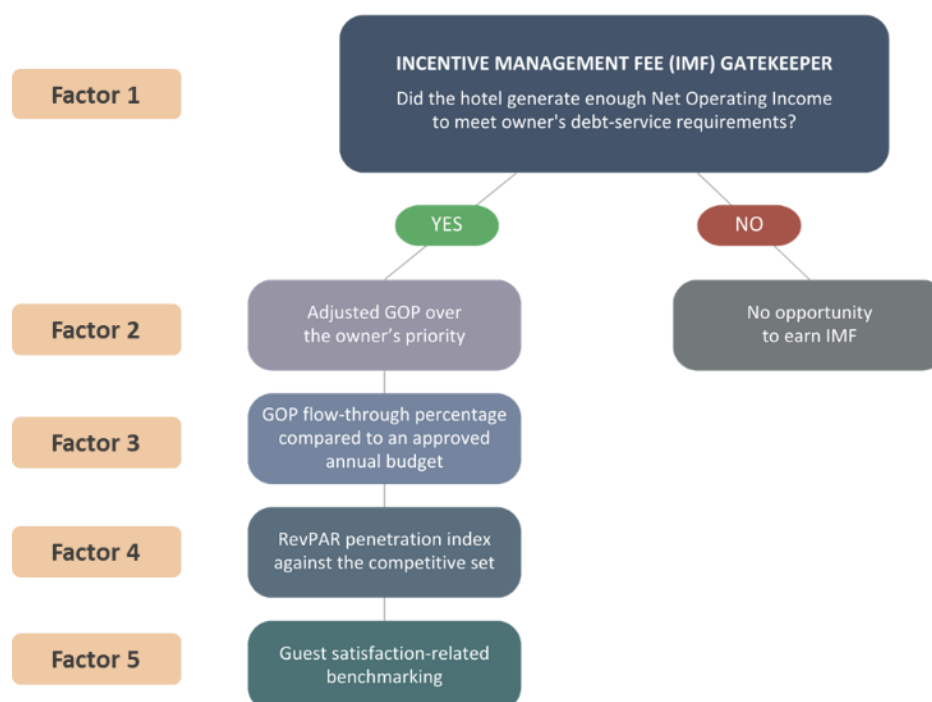 Factor 1
INCENTIVE MANAGEMENT FEE (IMF) GATEKEEPER
Did the hotel generate enough Net Operating Income
to meet owner's debt-service requirements?
YES
NO
Factor 2
Adjusted GOP over
the owner’s priority
No opportunity
to earn IMF
Factor 3
GOP flow-through percentage
compared to an approved
annual budget
Factor 4
RevPAR penetration index
against the competitive set
Factor 5
Guest satisfaction-related
benchmarking